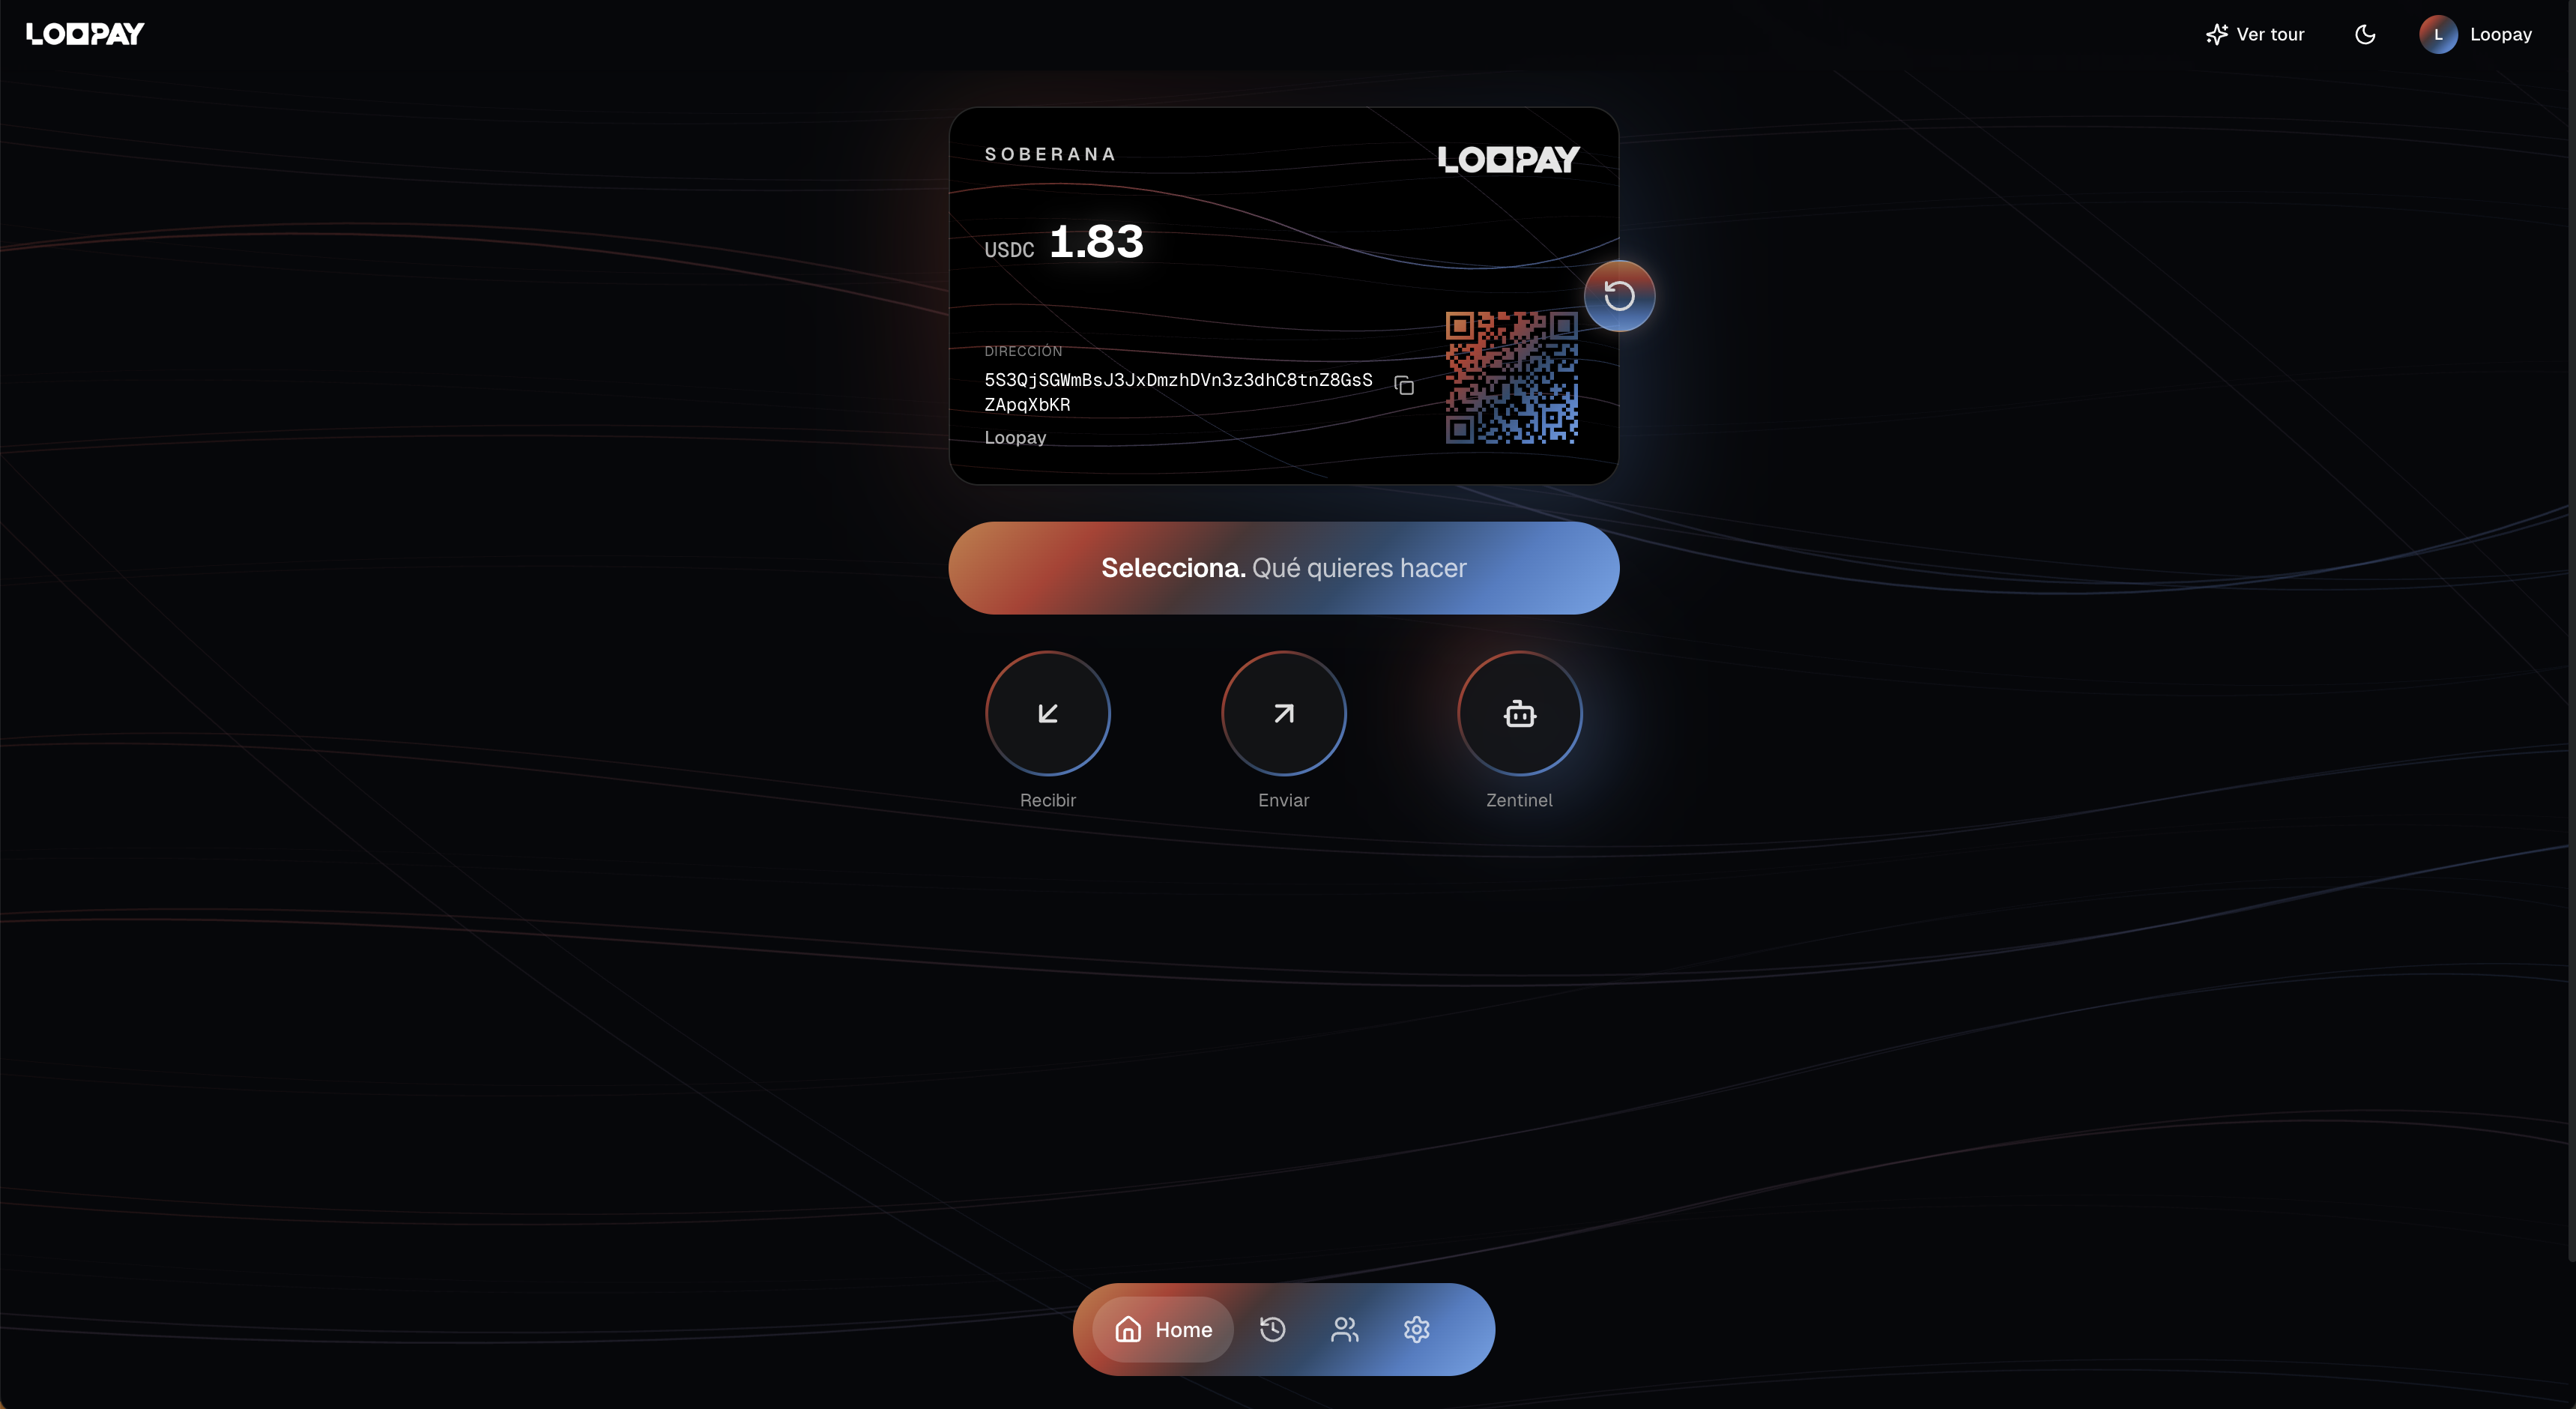 LOOPAY
Ver tour
L
Loopay
SOBERANA
LOOPAY
USDC 1.83
DIRECCIÓN
5S3QjSGWmBsJ3JxDmzhDVn3z3dhC8tnZ8GsS
ZApqXbKR
Loopay
Selecciona. Qué quieres hacer
Recibir
Enviar
Zentinel
Home